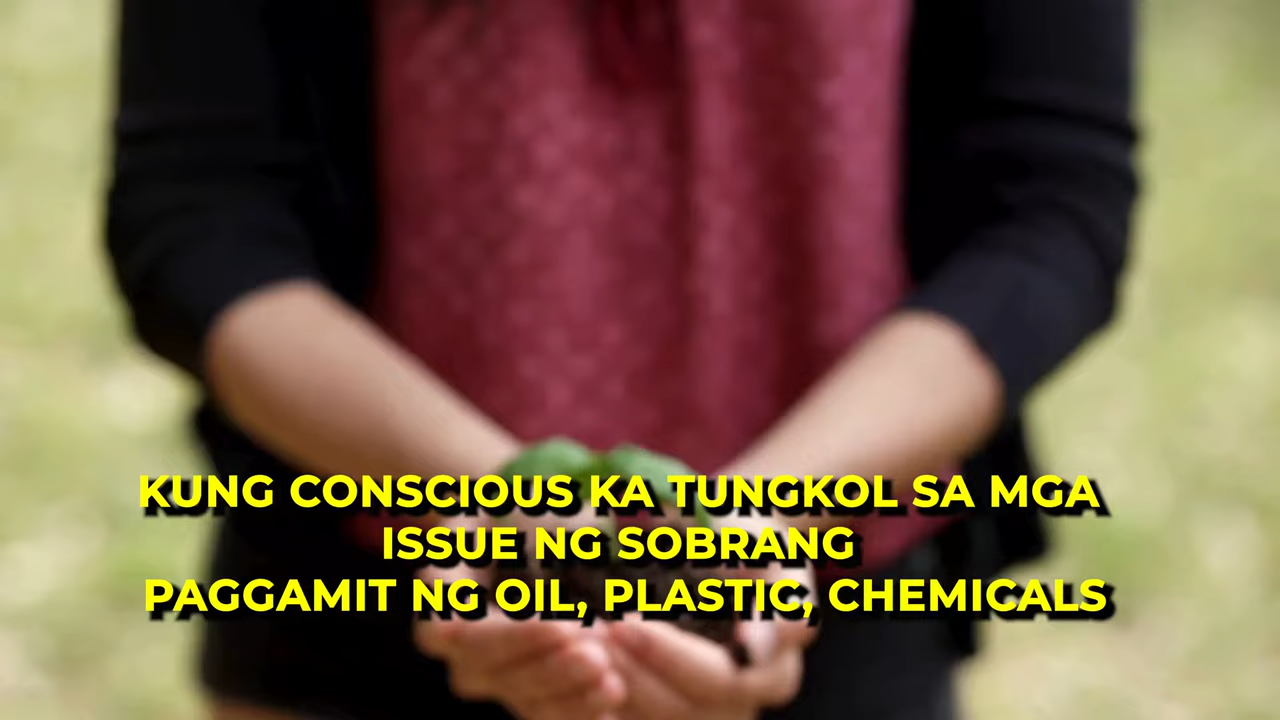 KUNG CONSCIOUS KA TUNGKOL SA MGA
ISSUE NG SOBRANG
PAGGAMIT NG OIL, PLASTIC, CHEMICALS